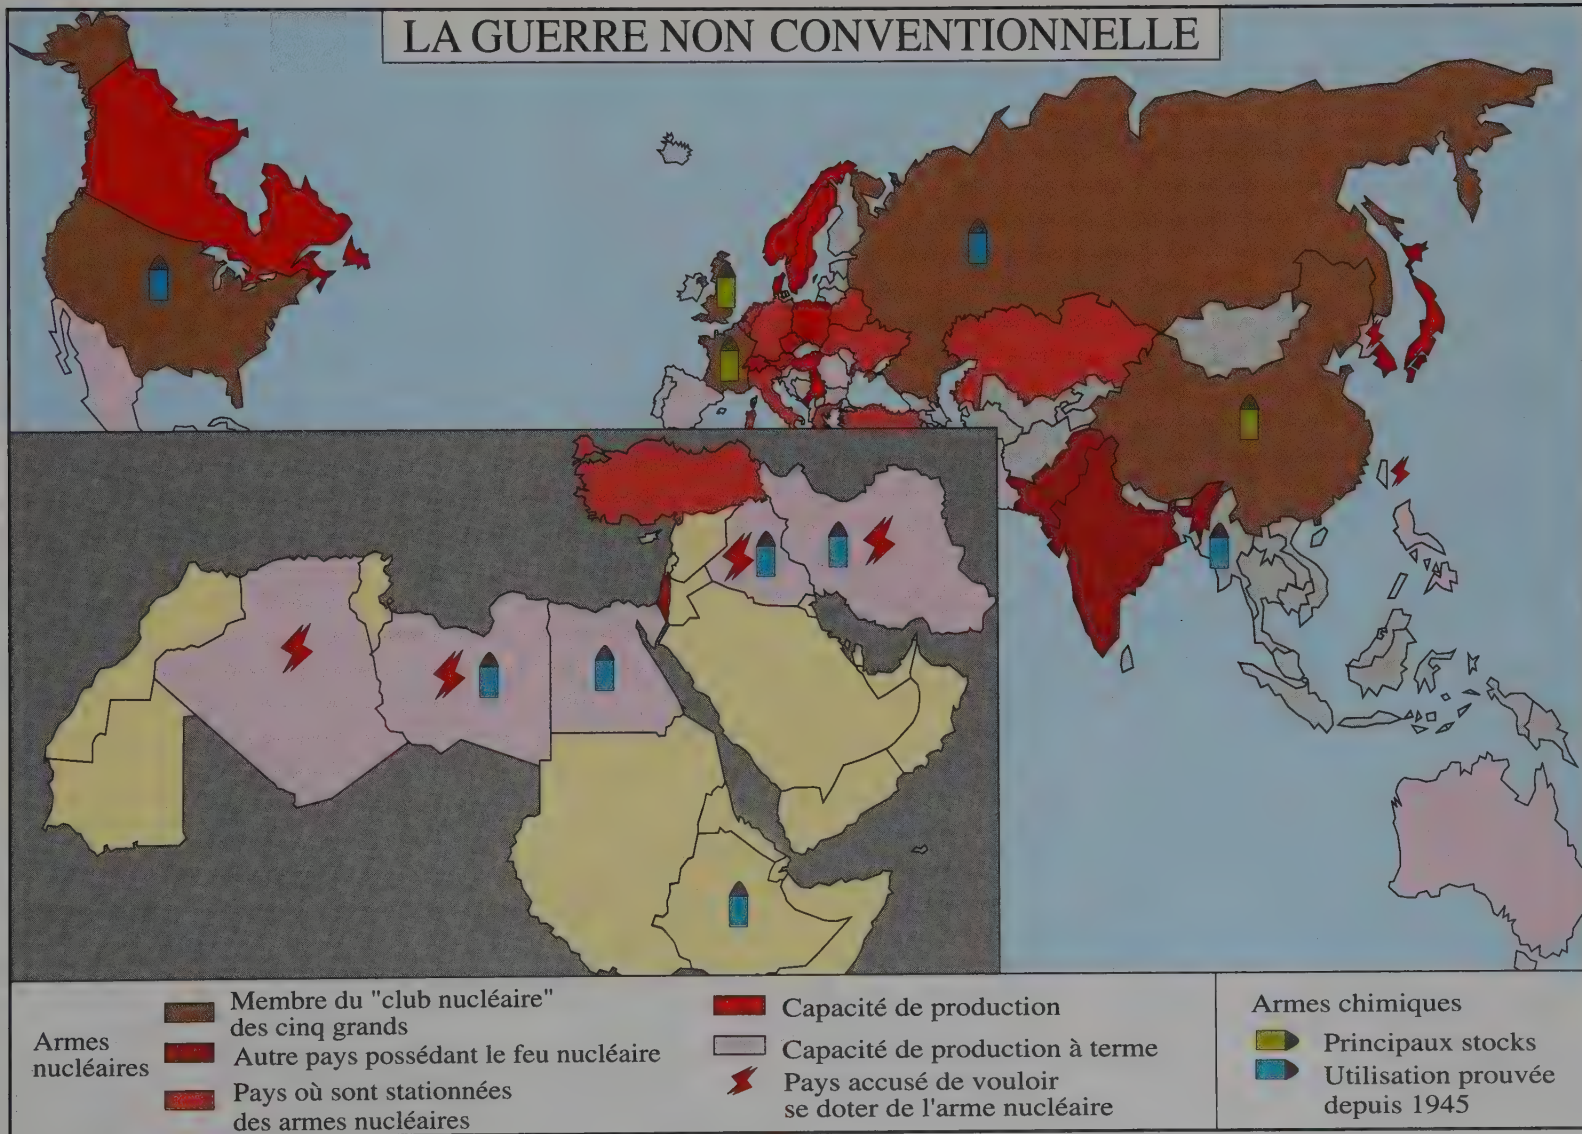 LA GUERRE NON CONVENTIONNELLE
Armes
nucléaires
Membre du "club nucléaire"
des cinq grands
Autre pays possédant le feu nucléaire
Pays où sont stationnées
des armes nucléaires
Capacité de production
Capacité de production à terme
Pays accusé de vouloir
se doter de l'arme nucléaire
Armes chimiques
Principaux stocks
Utilisation prouvée
depuis 1945